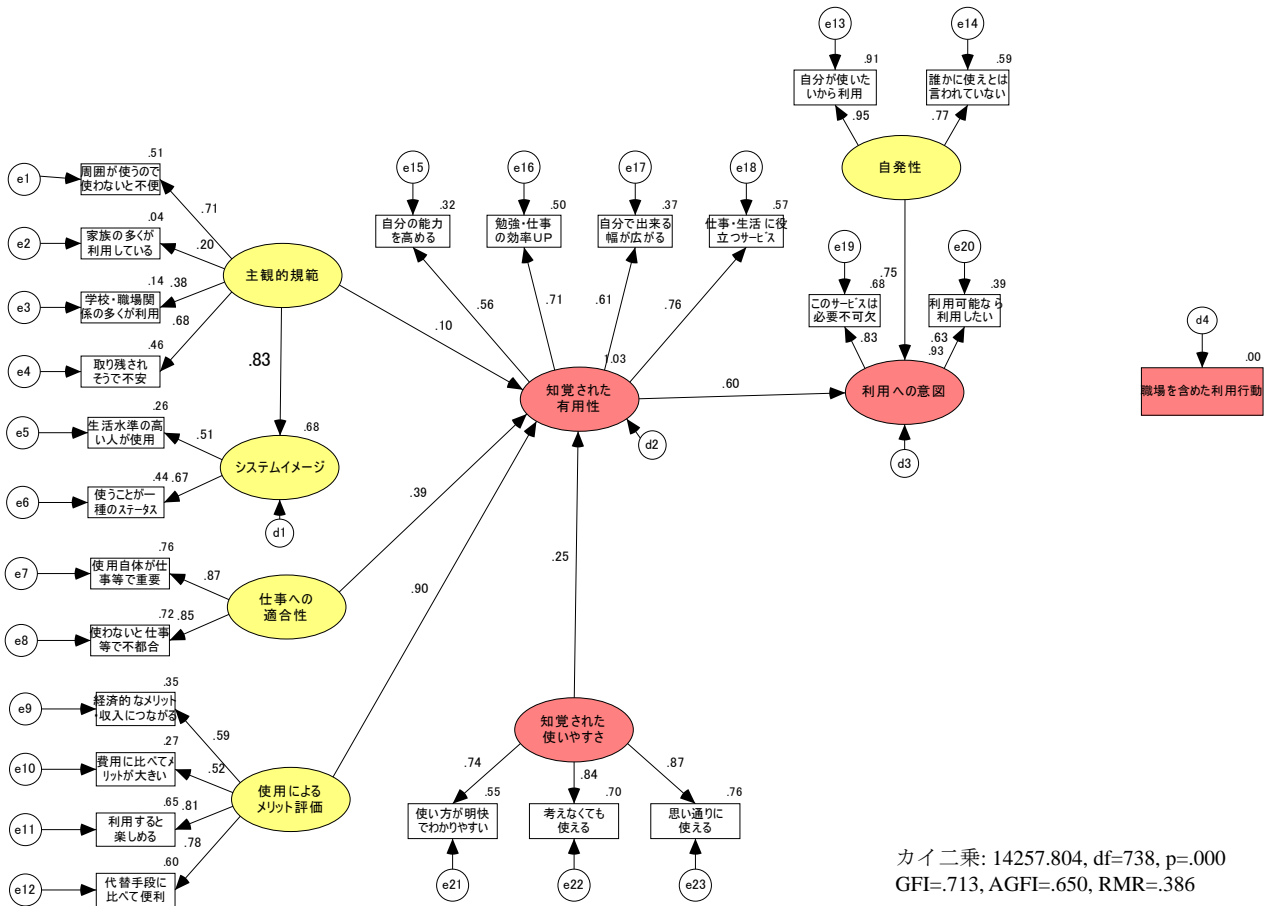 e13
e14
.91
.59
自分が使いた
いから利用
誰かに使えとは
言われていない
.95
.77
自発性
e1
.51
周囲が使うので
使わないと不便
.71
e2
.04
家族の多くが
利用している
.20
e3
.14
.38
学校・職場関
係の多くが利用
.68
e4
.46
取り残され
そうで不安
主観的規範
.10
.83
e15
e16
e17
e18
.32
.50
.37
.57
自分の能力
を高める
勉強・仕事
の効率UP
自分で出来る
幅が広がる
仕事・生活に役
立つサービス
.56
.71
.61
.76
1.03
知覚された
有用性
d2
.60
e19
e20
.75
.68
.39
このサービスは
必要不可欠
利用可能なら
利用したい
.83
.63
.93
利用への意図
d3
d4
.00
職場を含めた利用行動
e5
.26
生活水準の高
い人が使用
.51
e6
.44
.67
使うことが一
種のステータス
.68
システムイメージ
d1
.39
e7
.76
使用自体が仕
事等で重要
.87
e8
.72
.85
使わないと仕事
等で不都合
仕事への
適合性
.90
.25
e9
.35
経済的なメリット
・収入につながる
.59
e10
.27
費用に比べてメ
リットが大きい
.52
e11
.65
.81
利用すると
楽しめる
.78
e12
.60
代替手段に
比べて便利
使用による
メリット評価
知覚された
使いやすさ
.74
.84
.87
.55
.70
.76
使い方が明快
でわかりやすい
考えなくても
使える
思い通りに
使える
e21
e22
e23
カイ二乗: 14257.804, df=738, p=.000
GFI=.713, AGFI=.650, RMR=.386